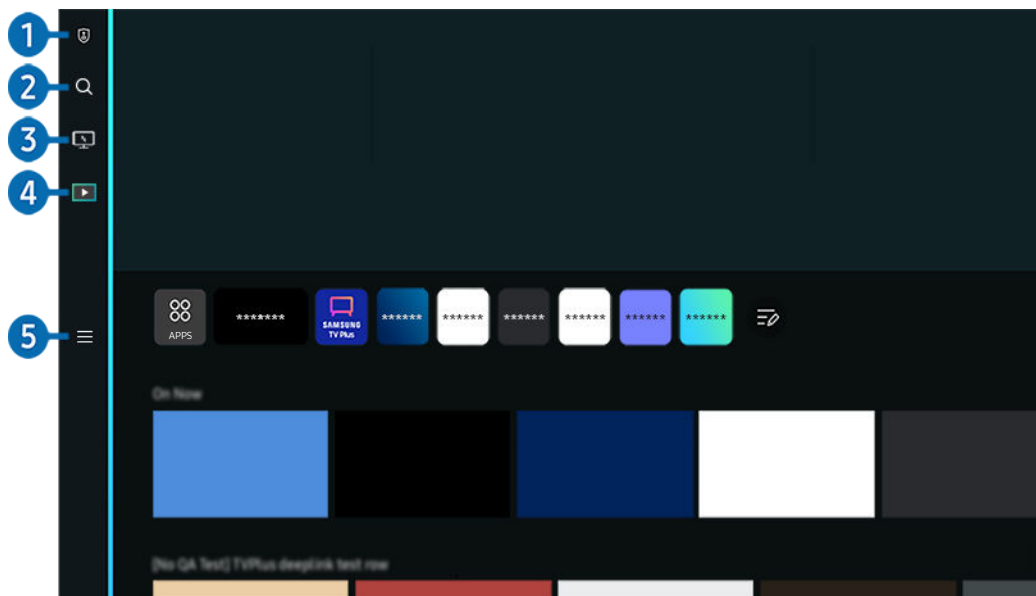 1
2
3
4
5
APPS
*******
SAMSUNG
TV Plus
******
******
******
******
******
******
On Now
[No QA Test] TVPlus deeplink test row